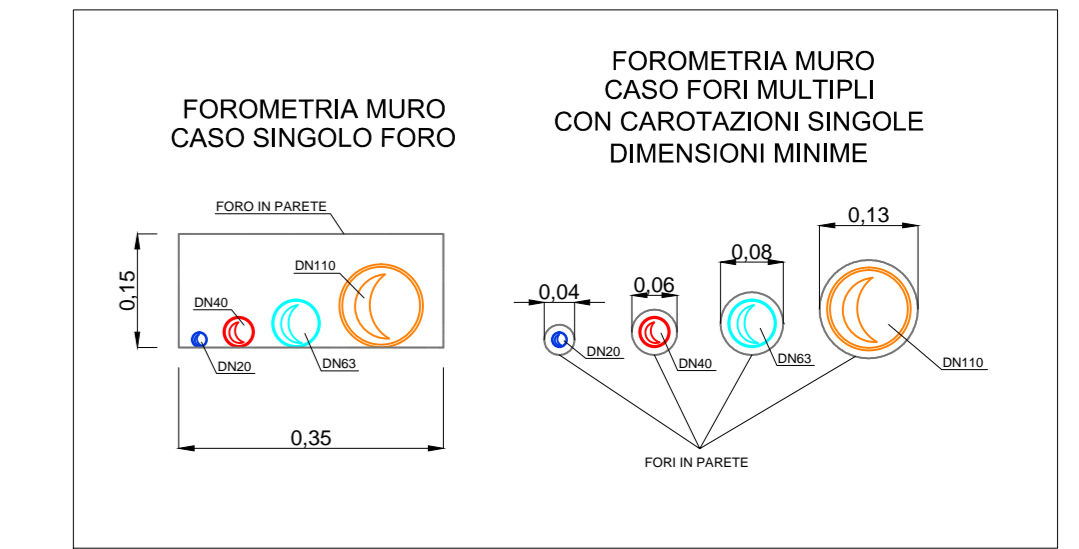 FOROMETRIA MURO
CASO SINGOLO FORO
FORO IN PARETE
0,15
DN110
DN40
DN20
DN63
0,35
FOROMETRIA MURO
CASO FORI MULTIPLI
CON CAROTAZIONI SINGOLE
DIMENSIONI MINIME
0,13
0,08
0,06
0,04
DN20
DN40
DN63
DN110
FORI IN PARETE